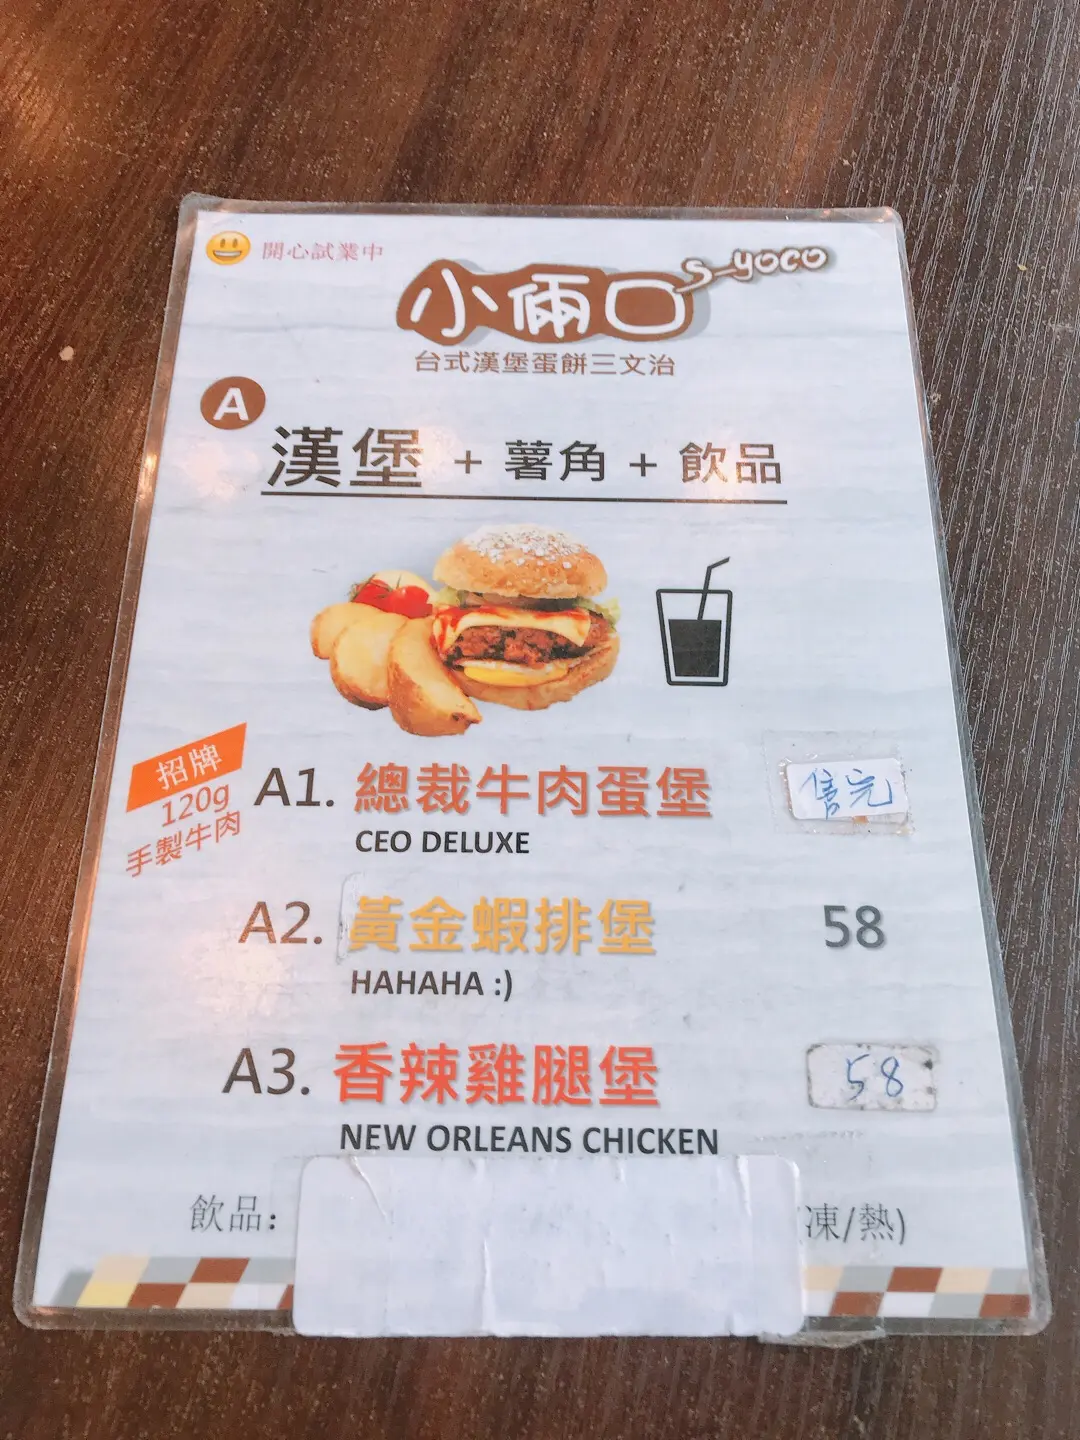 開心試業中
小倆口 S-yoco
台式漢堡蛋餅三文治
A
漢堡 + 薯角 + 飲品
招牌
120g
手製牛肉
A1. 總裁牛肉蛋堡 售完
CEO DELUXE
A2. 黃金蝦排堡 58
HAHAHA :)
A3. 香辣雞腿堡 58
NEW ORLEANS CHICKEN
飲品: (凍/熱)